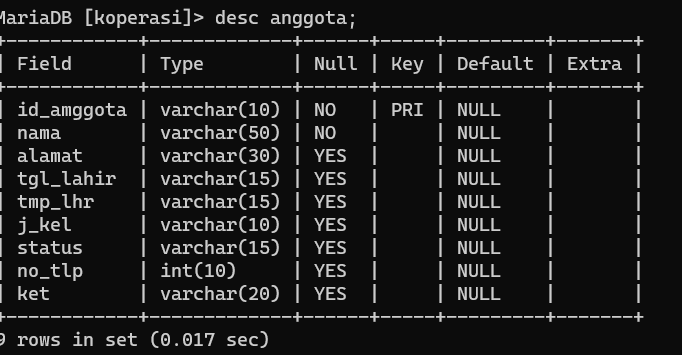 MariaDB [koperasi]> desc anggota;
+------------+-------------+------+-----+---------+-------+
| Field      | Type        | Null | Key | Default | Extra |
+------------+-------------+------+-----+---------+-------+
| id_amggota | varchar(10) | NO   | PRI | NULL    |       |
| nama       | varchar(50) | NO   |     | NULL    |       |
| alamat     | varchar(30) | YES  |     | NULL    |       |
| tgl_lahir  | varchar(15) | YES  |     | NULL    |       |
| tmp_lhr    | varchar(15) | YES  |     | NULL    |       |
| j_kel      | varchar(10) | YES  |     | NULL    |       |
| status     | varchar(15) | YES  |     | NULL    |       |
| no_tlp     | int(10)     | YES  |     | NULL    |       |
| ket        | varchar(20) | YES  |     | NULL    |       |
+------------+-------------+------+-----+---------+-------+
9 rows in set (0.017 sec)